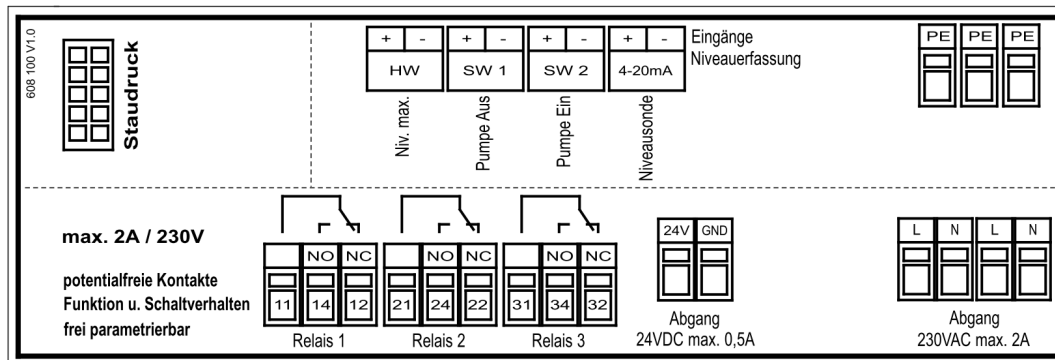 608 100 V1.0
Staudruck
+ - + - + - + -
HW SW 1 SW 2 4-20mA
Eingänge
Niveauerfassung
Niv. max.
Pumpe Aus
Pumpe Ein
Niveausonde
PE PE PE
max. 2A / 230V
potentialfreie Kontakte
Funktion u. Schaltverhalten
frei parametrierbar
NO NC
11 14 12
Relais 1
NO NC
21 24 22
Relais 2
NO NC
31 34 32
Relais 3
24V GND
Abgang
24VDC max. 0,5A
L N L N
Abgang
230VAC max. 2A